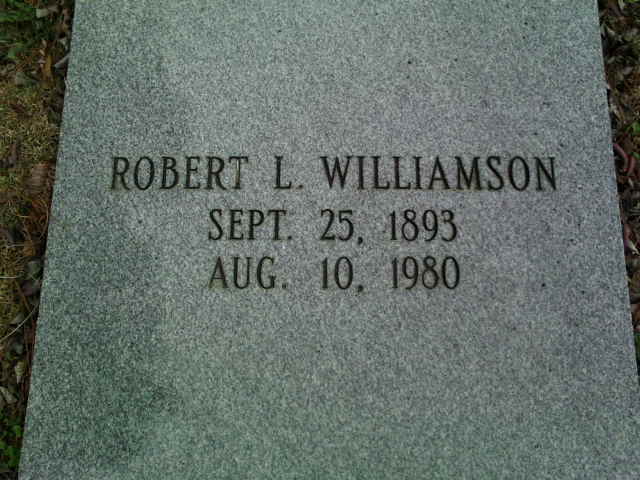 ROBERT L. WILLIAMSON
SEPT. 25, 1893
AUG. 10, 1980